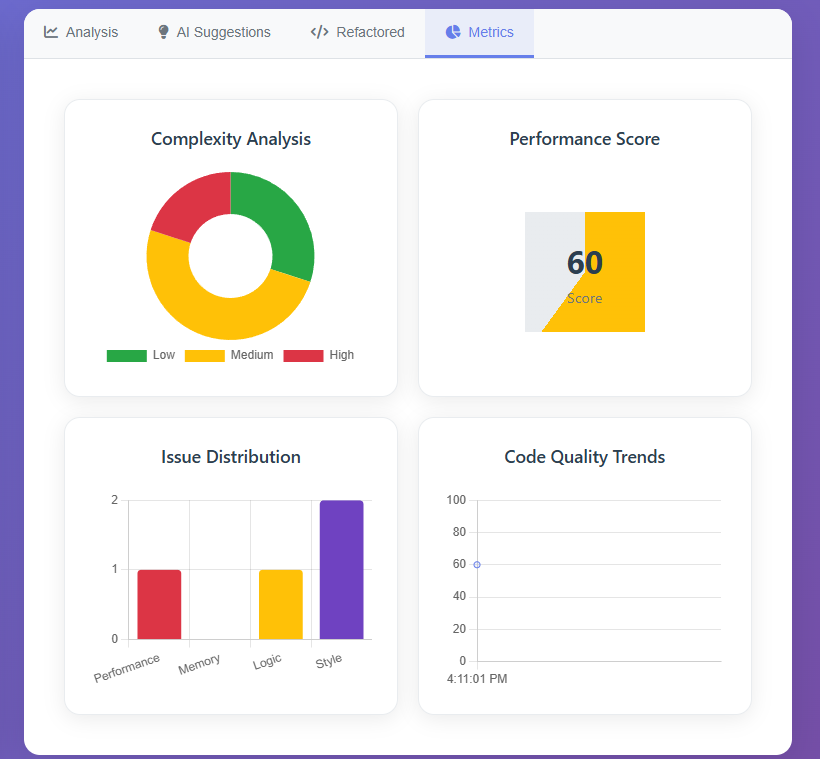 Analysis
AI Suggestions
Refactored
Metrics
Complexity Analysis
Low
Medium
High
Performance Score
60
Score
Issue Distribution
2
1
0
Performance
Memory
Logic
Style
Code Quality Trends
100
80
60
40
20
0
4:11:01 PM